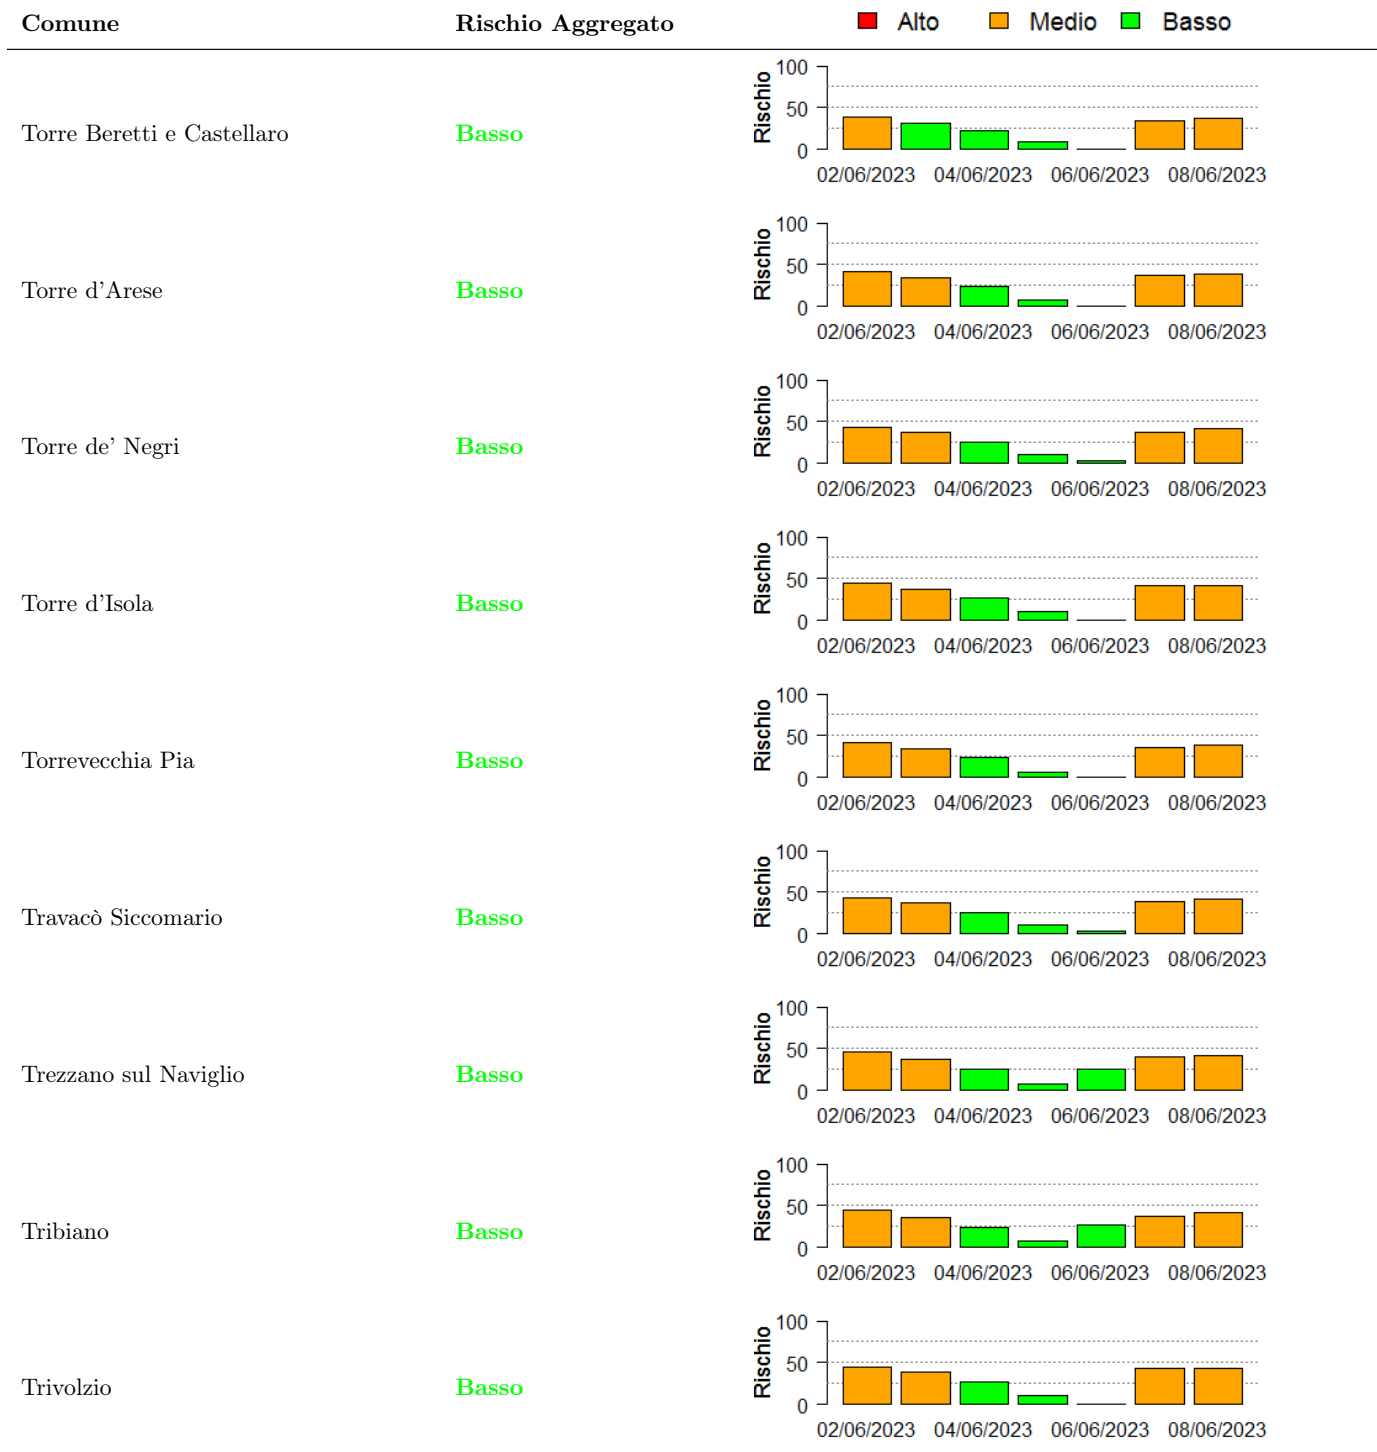 Comune Rischio Aggregato Alto Medio Basso
100
50
0
Rischio
Torre Beretti e Castellaro Basso
02/06/2023 04/06/2023 06/06/2023 08/06/2023
100
50
0
Rischio
Torre d'Arese Basso
02/06/2023 04/06/2023 06/06/2023 08/06/2023
100
50
0
Rischio
Torre de' Negri Basso
02/06/2023 04/06/2023 06/06/2023 08/06/2023
100
50
0
Rischio
Torre d'Isola Basso
02/06/2023 04/06/2023 06/06/2023 08/06/2023
100
50
0
Rischio
Torrevecchia Pia Basso
02/06/2023 04/06/2023 06/06/2023 08/06/2023
100
50
0
Rischio
Travacò Siccomario Basso
02/06/2023 04/06/2023 06/06/2023 08/06/2023
100
50
0
Rischio
Trezzano sul Naviglio Basso
02/06/2023 04/06/2023 06/06/2023 08/06/2023
100
50
0
Rischio
Tribiano Basso
02/06/2023 04/06/2023 06/06/2023 08/06/2023
100
50
0
Rischio
Trivolzio Basso
02/06/2023 04/06/2023 06/06/2023 08/06/2023